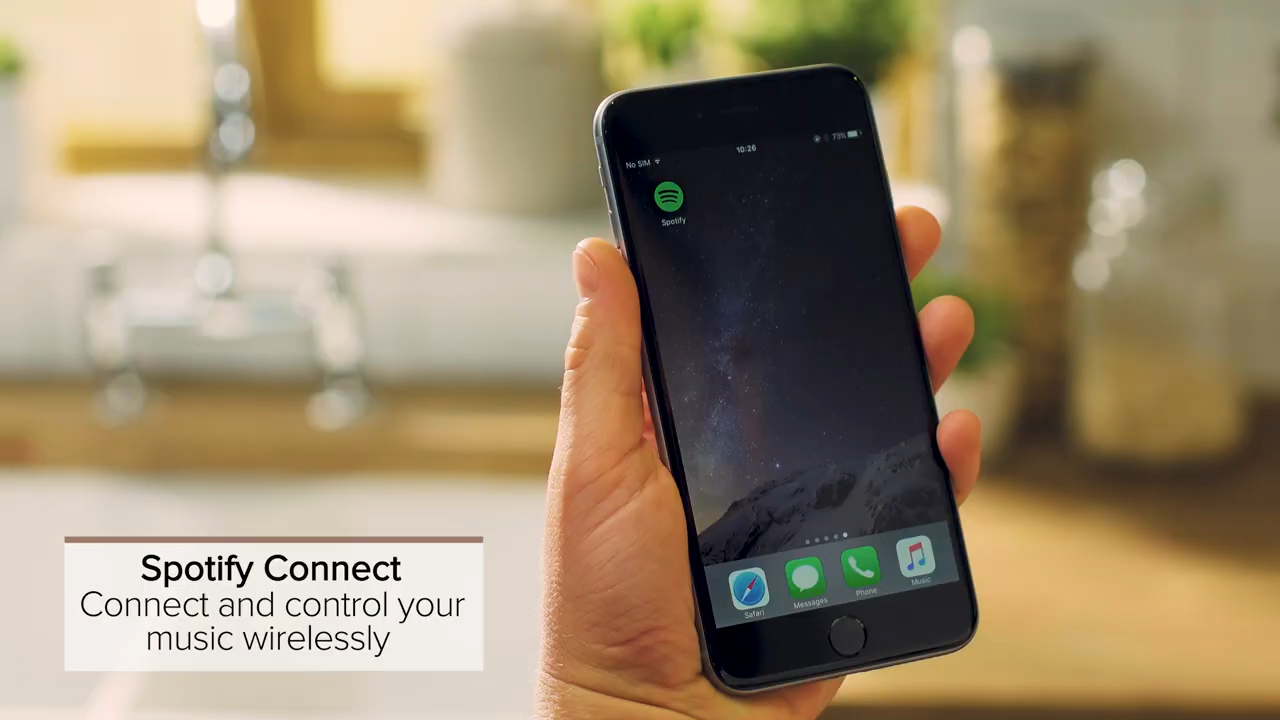 No SIM 10:26 73%
Spotify
Safari Messages Phone Music
Spotify Connect
Connect and control your
music wirelessly